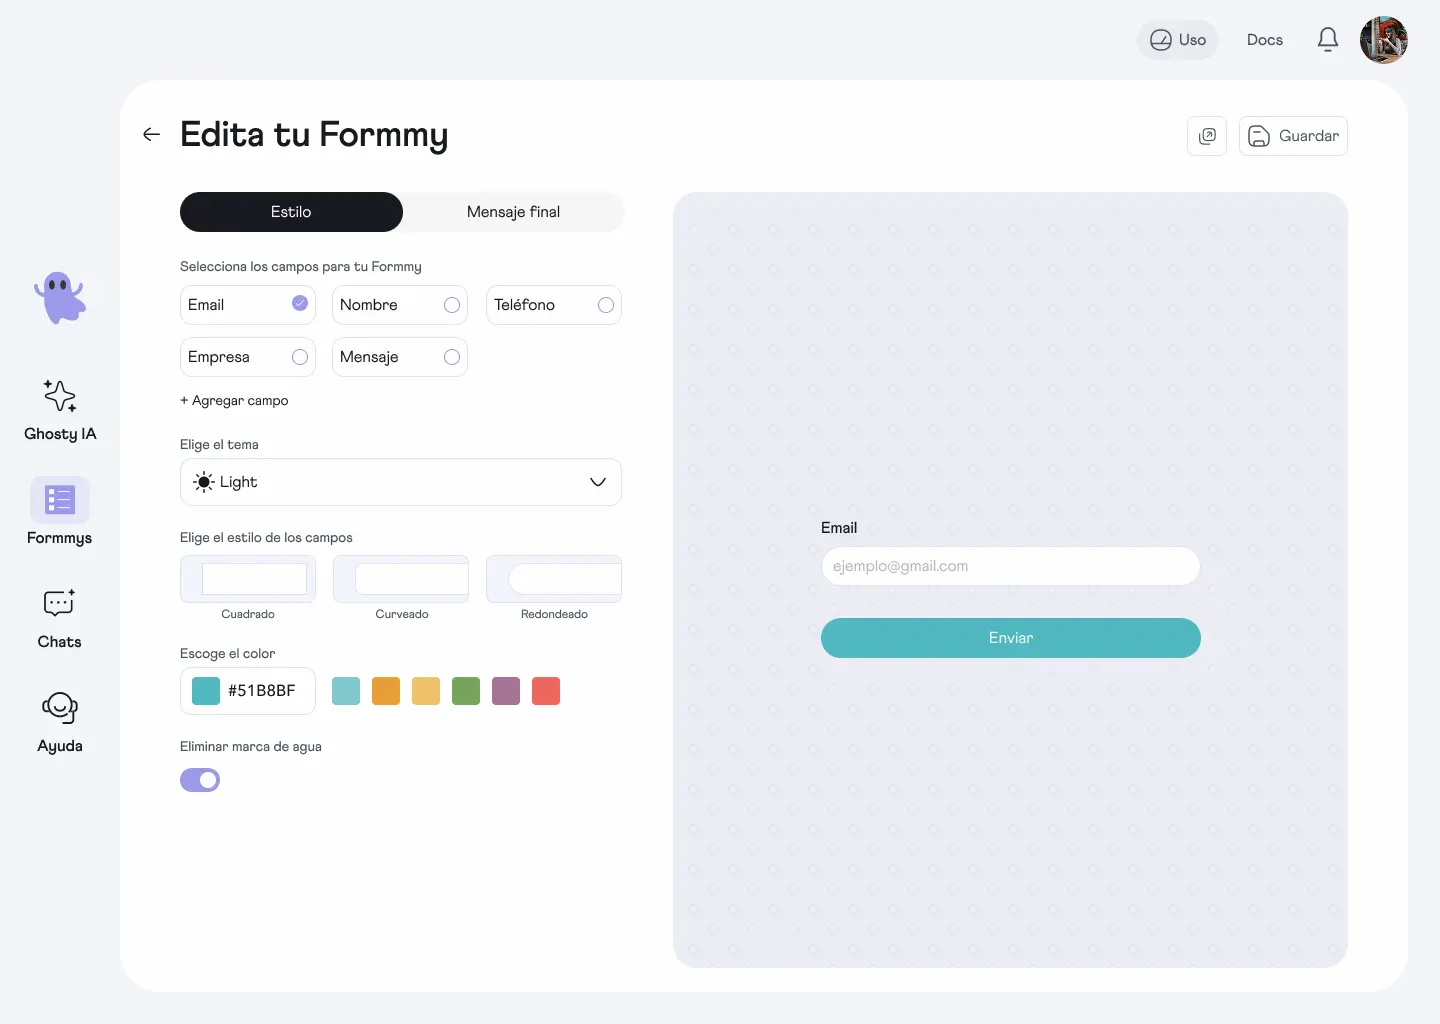 Uso
Docs
Edita tu Formmy
Guardar
Estilo
Mensaje final
Selecciona los campos para tu Formmy
Email
Nombre
Teléfono
Empresa
Mensaje
+ Agregar campo
Elige el tema
Light
Elige el estilo de los campos
Cuadrado
Curveado
Redondeado
Escoge el color
#51B8BF
Eliminar marca de agua
Ghosty IA
Formmys
Chats
Ayuda
Email
ejemplo@gmail.com
Enviar